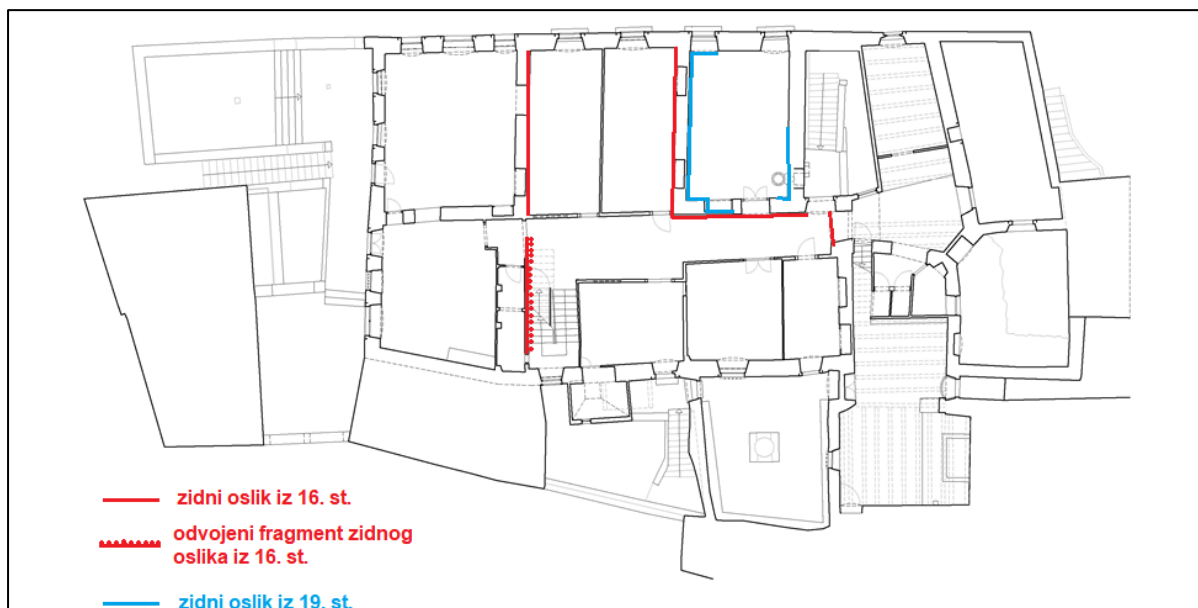 zidni oslik iz 16. st.
odvojeni fragment zidnog
oslika iz 16. st.
zidni oslik iz 19. st.